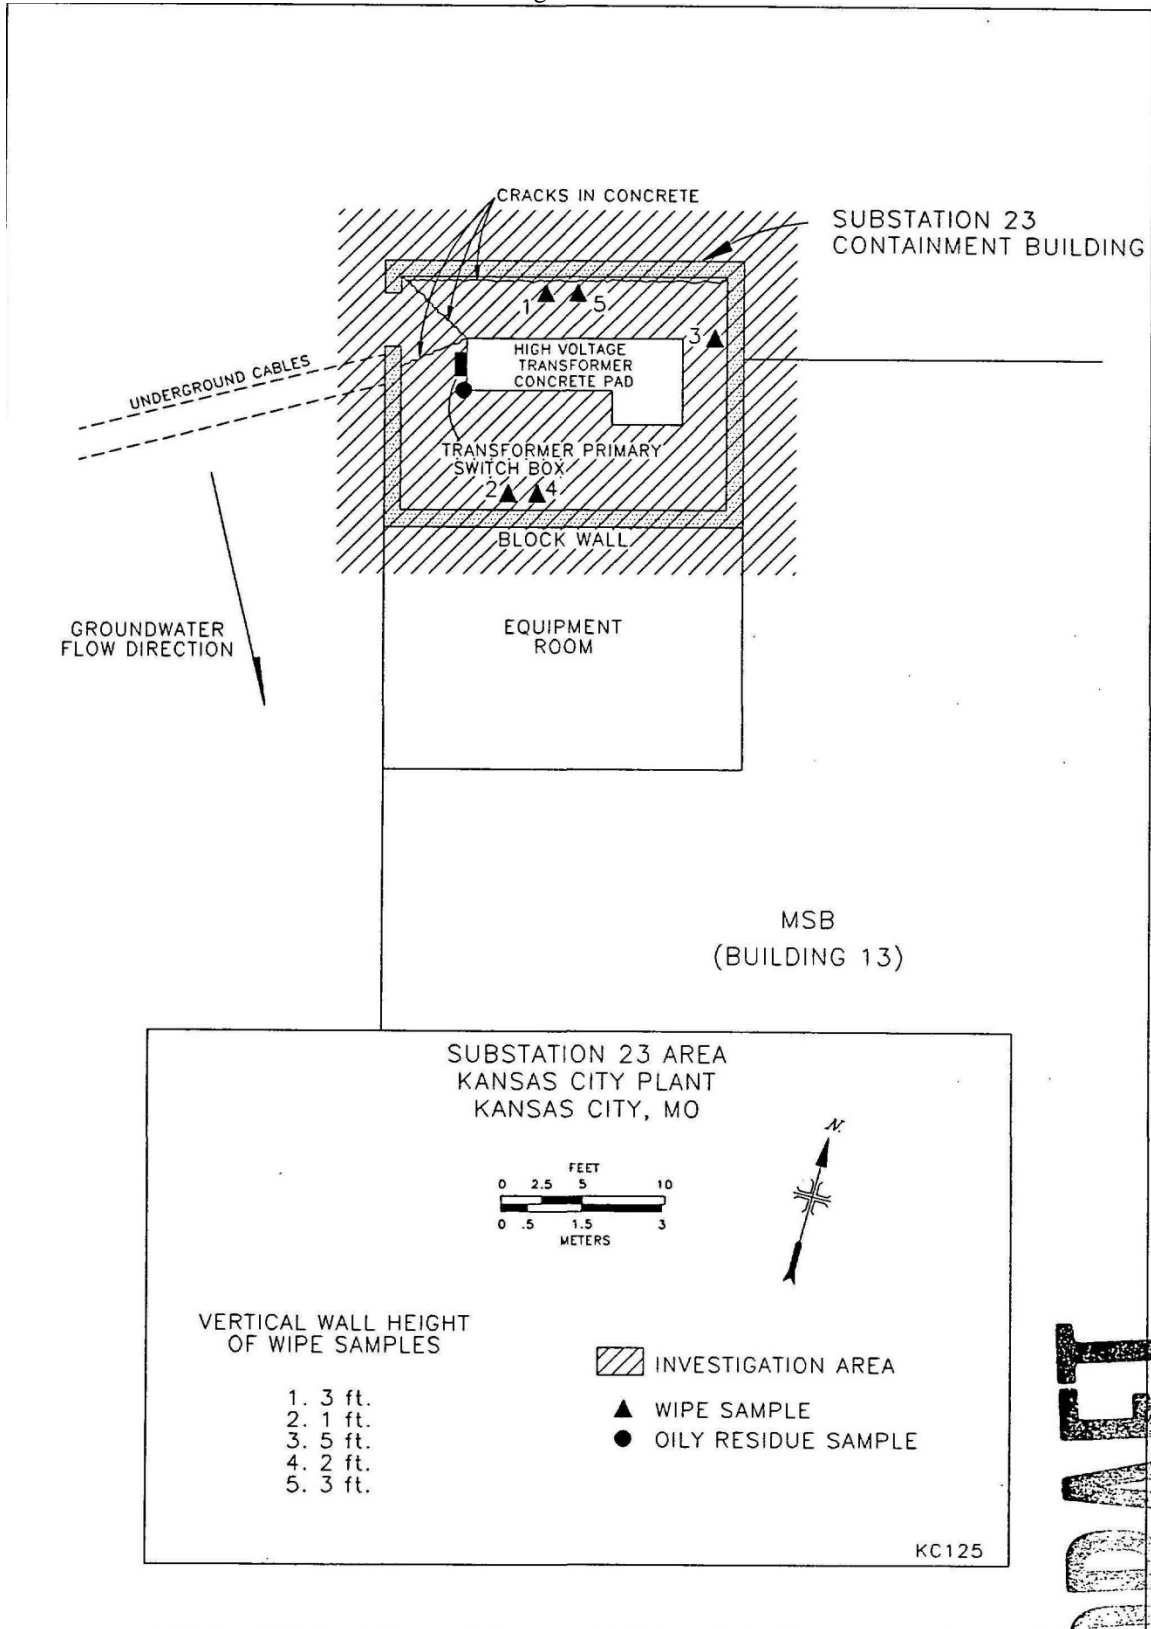 CRACKS IN CONCRETE
SUBSTATION 23
CONTAINMENT BUILDING
1
5
3
HIGH VOLTAGE
TRANSFORMER
CONCRETE PAD
UNDERGROUND CABLES
TRANSFORMER PRIMARY
SWITCH BOX
2
4
BLOCK WALL
GROUNDWATER
FLOW DIRECTION
EQUIPMENT
ROOM
MSB
(BUILDING 13)
SUBSTATION 23 AREA
KANSAS CITY PLANT
KANSAS CITY, MO
N.
FEET
0 2.5 5 10
0 .5 1.5 3
METERS
VERTICAL WALL HEIGHT
OF WIPE SAMPLES
1. 3 ft.
2. 1 ft.
3. 5 ft.
4. 2 ft.
5. 3 ft.
INVESTIGATION AREA
WIPE SAMPLE
OILY RESIDUE SAMPLE
KC125